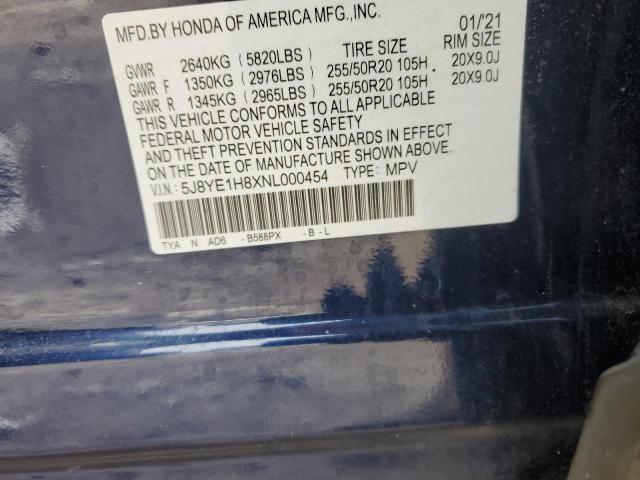 MFD.BY HONDA OF AMERICA MFG.,INC. 01/'21
GVWR 2640KG (5820LBS) TIRE SIZE RIM SIZE
GAWR F 1350KG (2976LBS) 255/50R20 105H. 20X9.0J
GAWR R 1345KG (2965LBS) 255/50R20 105H 20X9.0J
THIS VEHICLE CONFORMS TO ALL APPLICABLE
FEDERAL MOTOR VEHICLE SAFETY
AND THEFT PREVENTION STANDARDS IN EFFECT
ON THE DATE OF MANUFACTURE SHOWN ABOVE.
V.I.N.: 5J8YE1H8XNL000454 TYPE: MPV
TYA N AD6 -B588PX -B -L